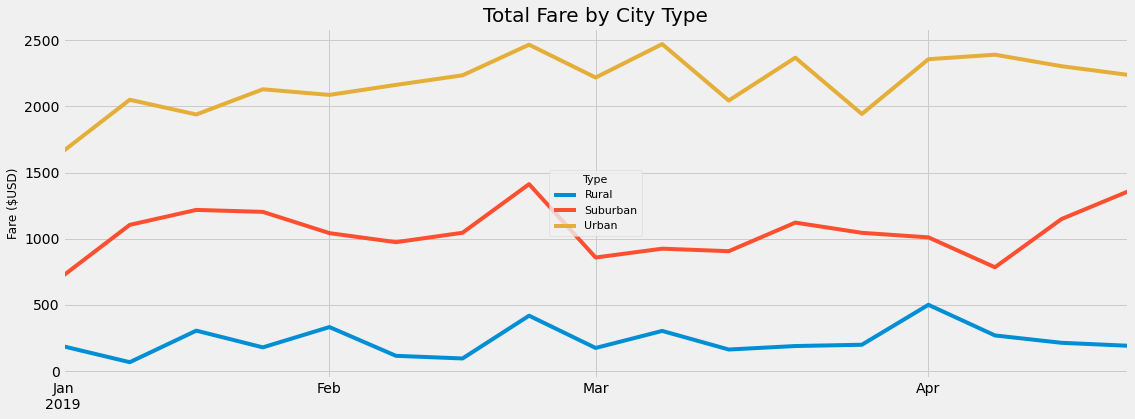 Total Fare by City Type
Fare ($USD)
2500
2000
1500
1000
500
0
Type
Rural
Suburban
Urban
Jan Feb Mar Apr
2019